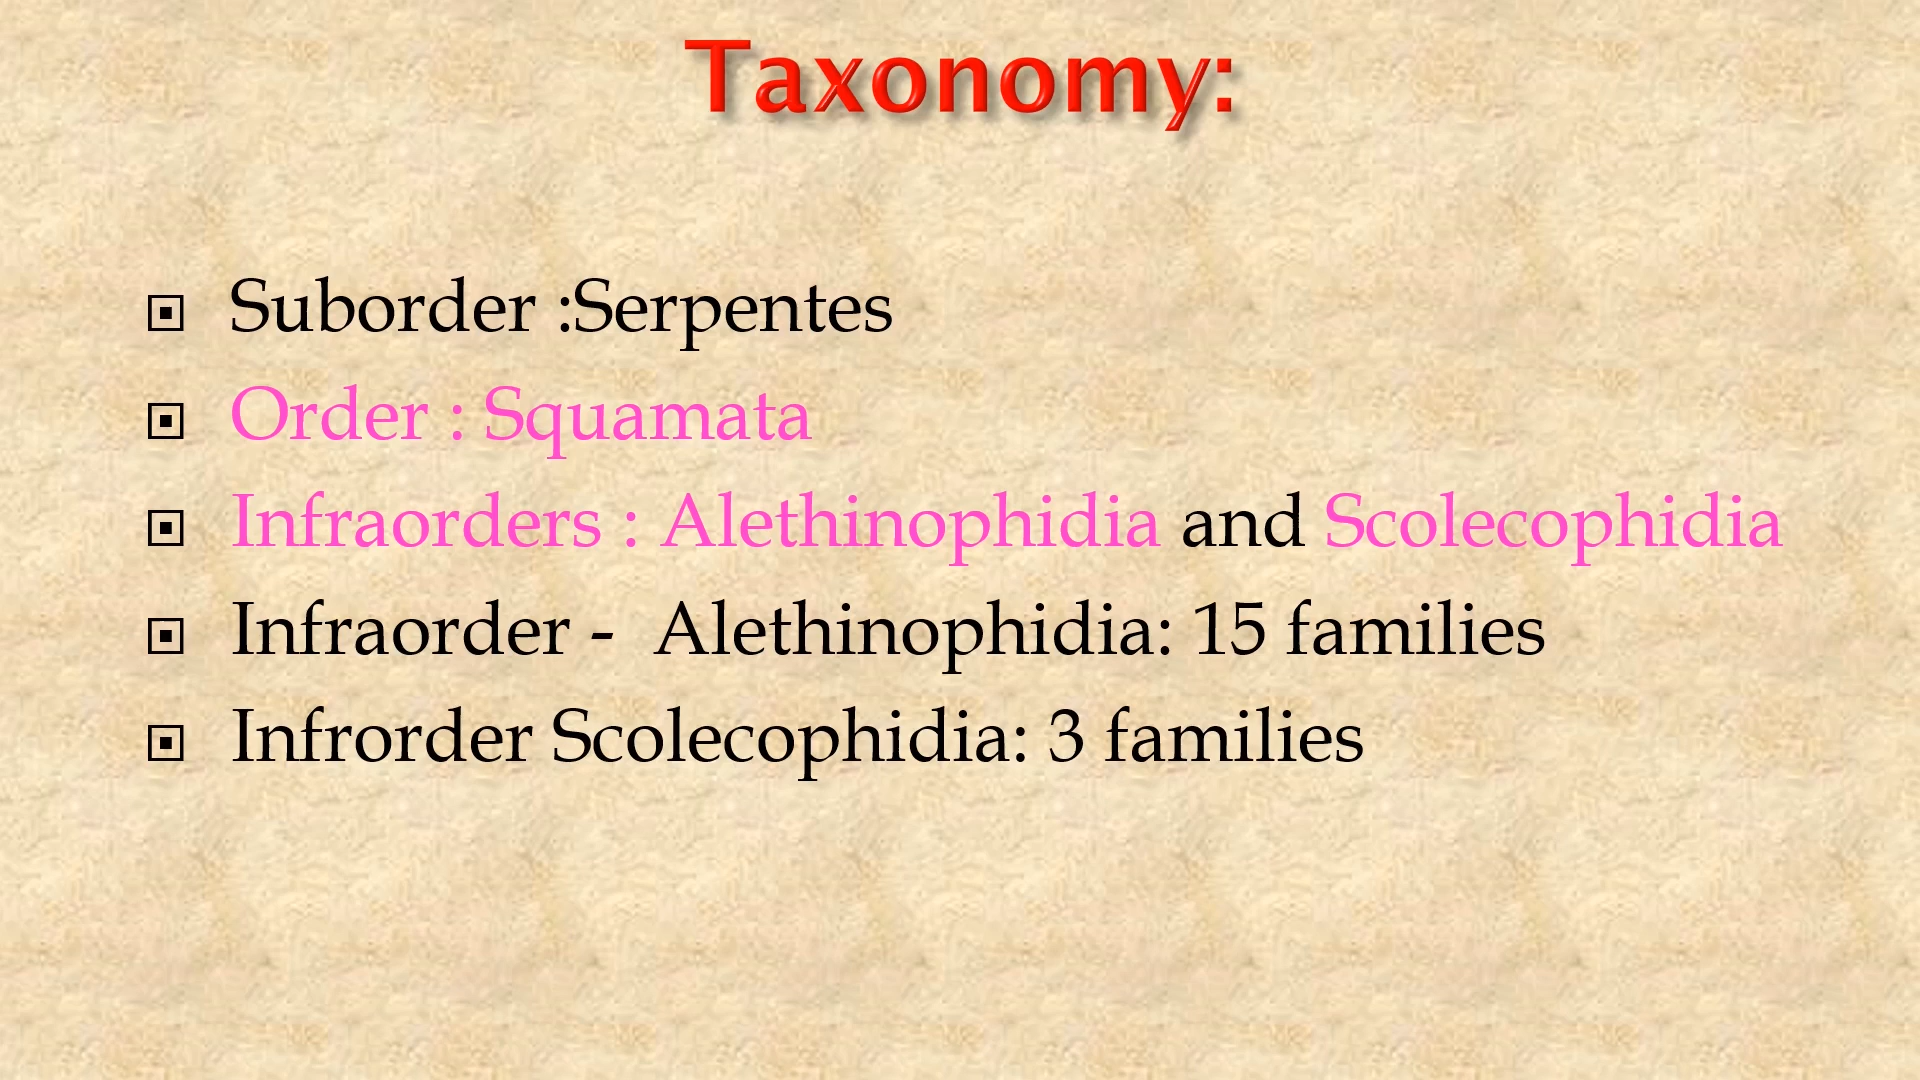 Taxonomy:
Suborder :Serpentes
Order : Squamata
Infraorders : Alethinophidia and Scolecophidia
Infraorder -  Alethinophidia: 15 families
Infrorder Scolecophidia: 3 families